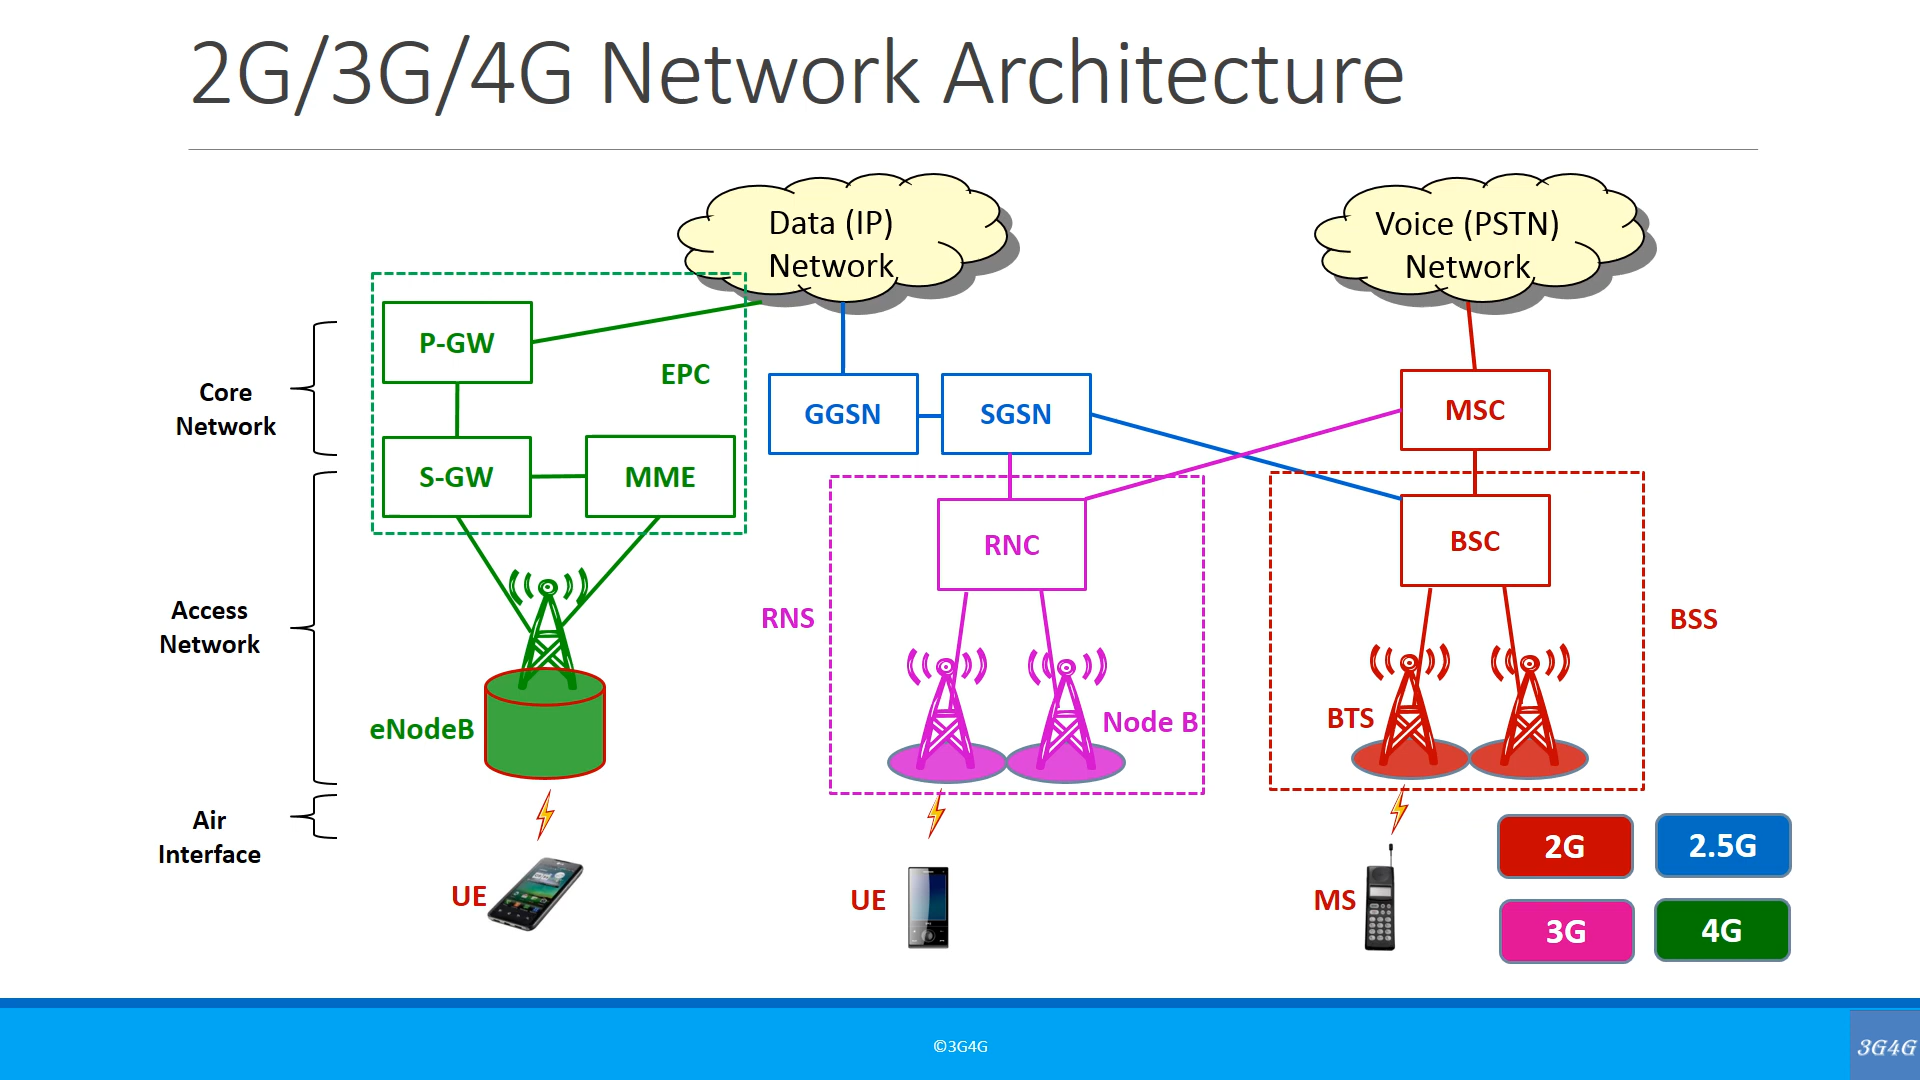 2G/3G/4G Network Architecture
Data (IP)
Network
Voice (PSTN)
Network
P-GW
EPC
GGSN
SGSN
MSC
Core
Network
S-GW
MME
RNC
BSC
RNS
BSS
Access
Network
eNodeB
Node B
BTS
Air
Interface
UE
UE
MS
2G
2.5G
3G
4G
©3G4G
3G4G